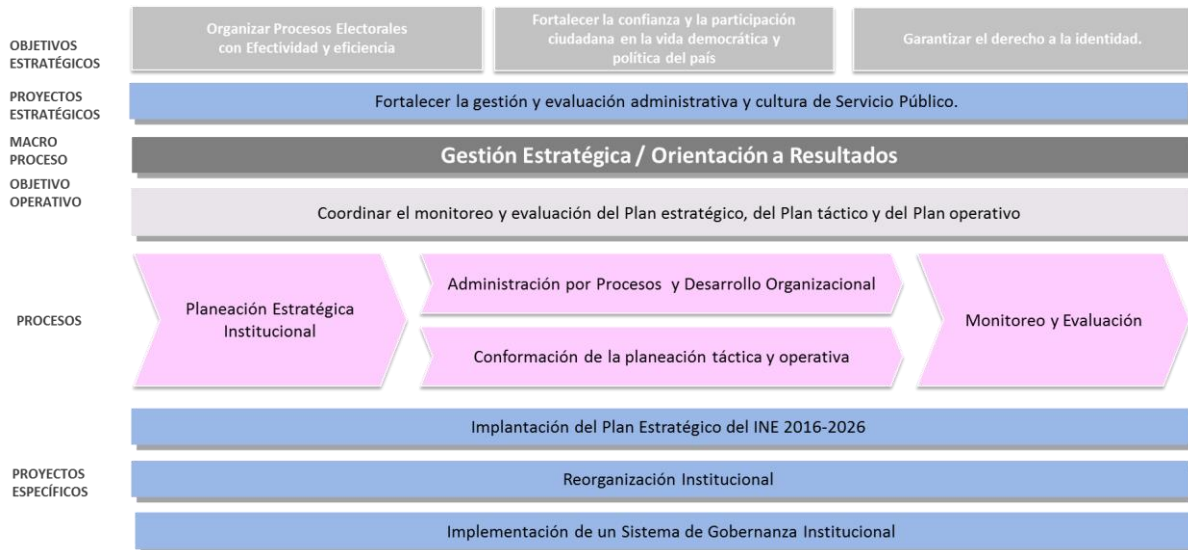 OBJETIVOS
ESTRATÉGICOS
Organizar Procesos Electorales
con Efectividad y eficiencia
Fortalecer la confianza y la participación
ciudadana en la vida democrática y
política del país
Garantizar el derecho a la identidad.
PROYECTOS
ESTRATÉGICOS
Fortalecer la gestión y evaluación administrativa y cultura de Servicio Público.
MACRO
PROCESO
Gestión Estratégica / Orientación a Resultados
OBJETIVO
OPERATIVO
Coordinar el monitoreo y evaluación del Plan estratégico, del Plan táctico y del Plan operativo
PROCESOS
Planeación Estratégica
Institucional
Administración por Procesos y Desarrollo Organizacional
Conformación de la planeación táctica y operativa
Monitoreo y Evaluación
PROYECTOS
ESPECÍFICOS
Implantación del Plan Estratégico del INE 2016-2026
Reorganización Institucional
Implementación de un Sistema de Gobernanza Institucional